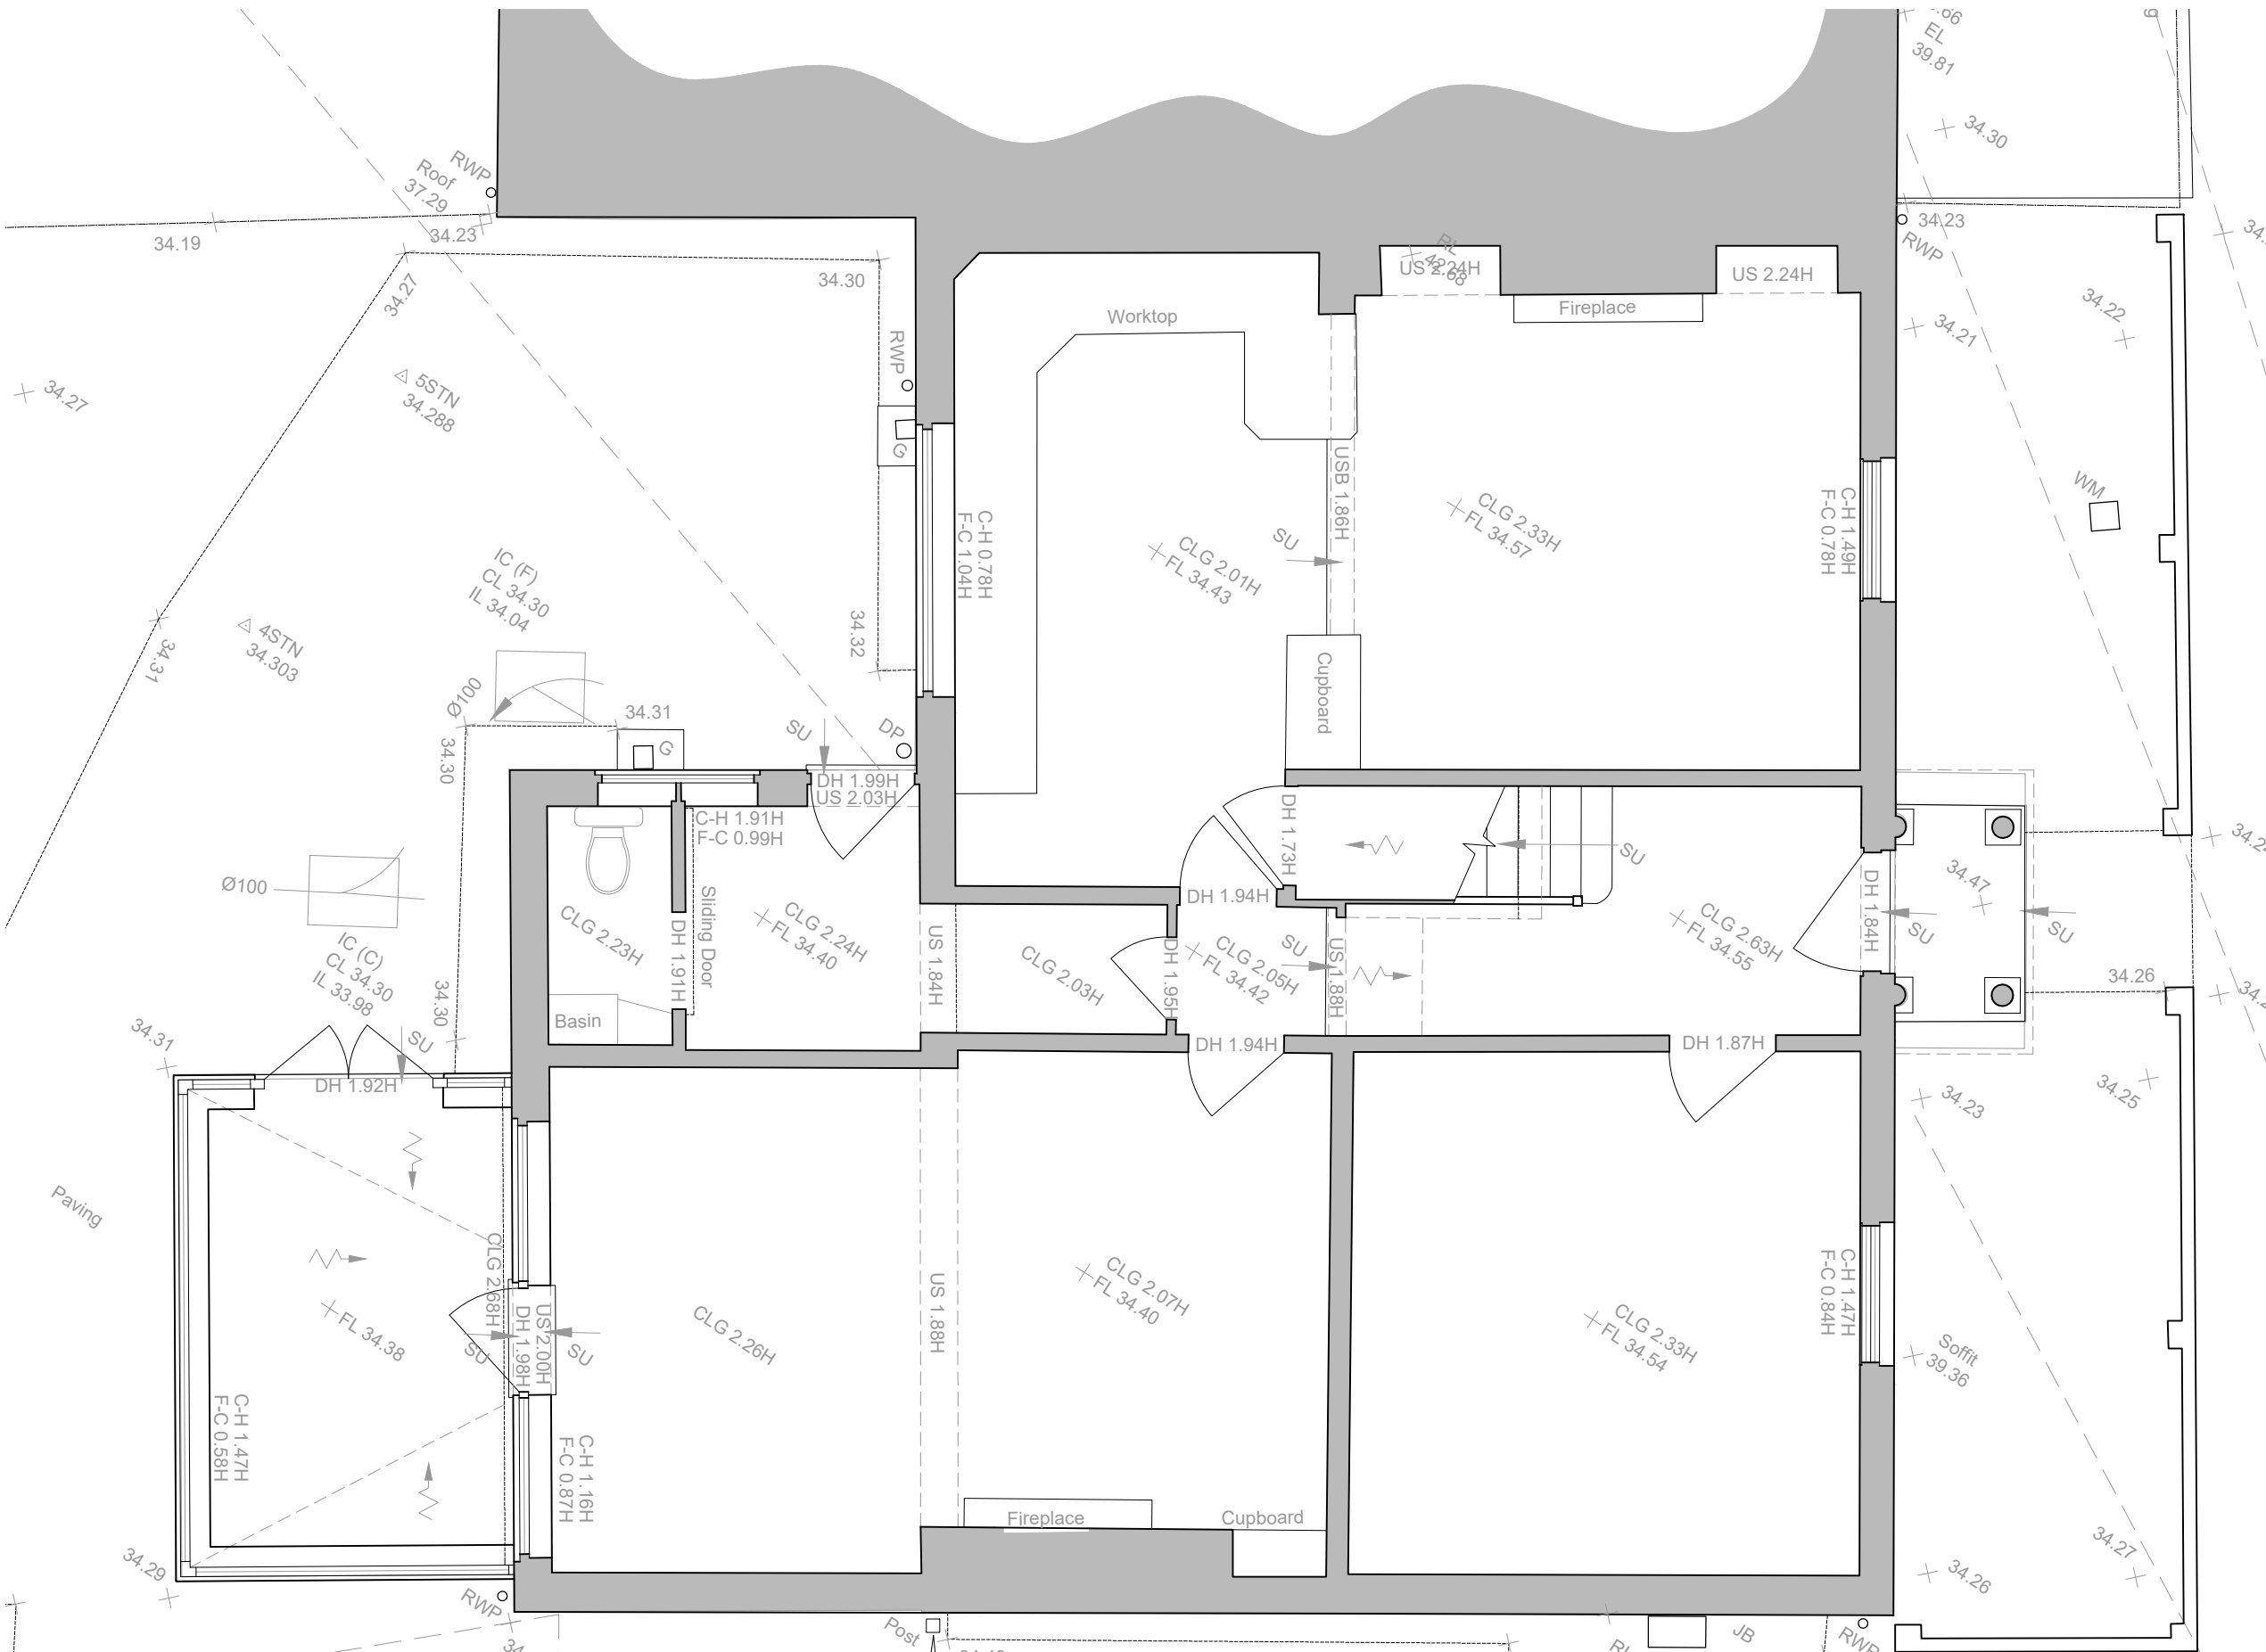 EL
39.81
34.30
RWP
Roof
37.29
34.19
34.23
34.27
34.30
34.23
RWP
US 2.24H
RL
42.68
US 2.24H
Fireplace
Worktop
34.22
34.21
RWP
34.27
5STN
34.288
G
WM
USB 1.86H
C-H 0.78H
F-C 1.04H
CLG 2.33H
FL 34.57
C-H 1.49H
F-C 0.78H
SU
CLG 2.01H
FL 34.43
IC (F)
CL 34.30
IL 34.04
34.32
4STN
34.303
34.31
Cupboard
Ø100
34.31
G
34.30
SU
DP
DH 1.99H
US 2.03H
C-H 1.91H
F-C 0.99H
DH 1.73H
SU
Ø100
DH 1.94H
34.47
DH 1.84H
SU
SU
Sliding Door
CLG 2.23H
DH 1.91H
CLG 2.24H
FL 34.40
US 1.84H
CLG 2.03H
DH 1.95H
CLG 2.05H
FL 34.42
SU
US 1.88H
CLG 2.63H
FL 34.55
34.26
IC (C)
CL 34.30
IL 33.98
34.30
Basin
34.31
SU
DH 1.92H
DH 1.94H
DH 1.87H
34.23
34.25
Paving
CLG 2.68H
FL 34.38
SU
DH 1.98H
US 2.00H
SU
CLG 2.26H
US 1.88H
CLG 2.07H
FL 34.40
CLG 2.33H
FL 34.54
C-H 1.47H
F-C 0.84H
Soffit
39.36
C-H 1.47H
F-C 0.58H
C-H 1.16H
F-C 0.87H
Fireplace
Cupboard
34.29
34.27
34.26
RWP
Post
JB
RWP